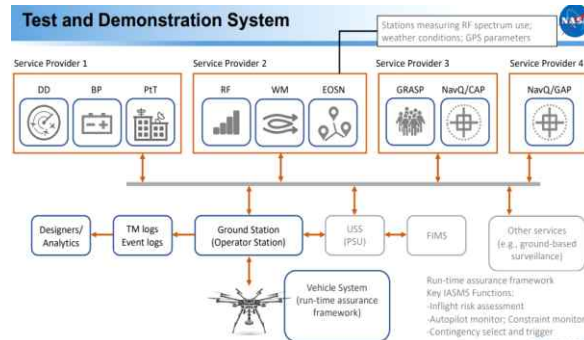 Test and Demonstration System
NASA
Stations measuring RF spectrum use;
weather conditions; GPS parameters
Service Provider 1
Service Provider 2
Service Provider 3
Service Provider 4
DD
BP
PtT
RF
WM
EOSN
GRASP
NavQ/CAP
NavQ/GAP
Designers/
Analytics
TM logs
Event logs
Ground Station
(Operator Station)
USS
(PSU)
FIMS
Other services
(e.g., ground-based
surveillance)
Vehicle System
(run-time assurance
framework)
Run-time assurance framework
Key IASMS Functions:
-Inflight risk assessment
-Autopilot monitor; Constraint monitor
-Contingency select and trigger